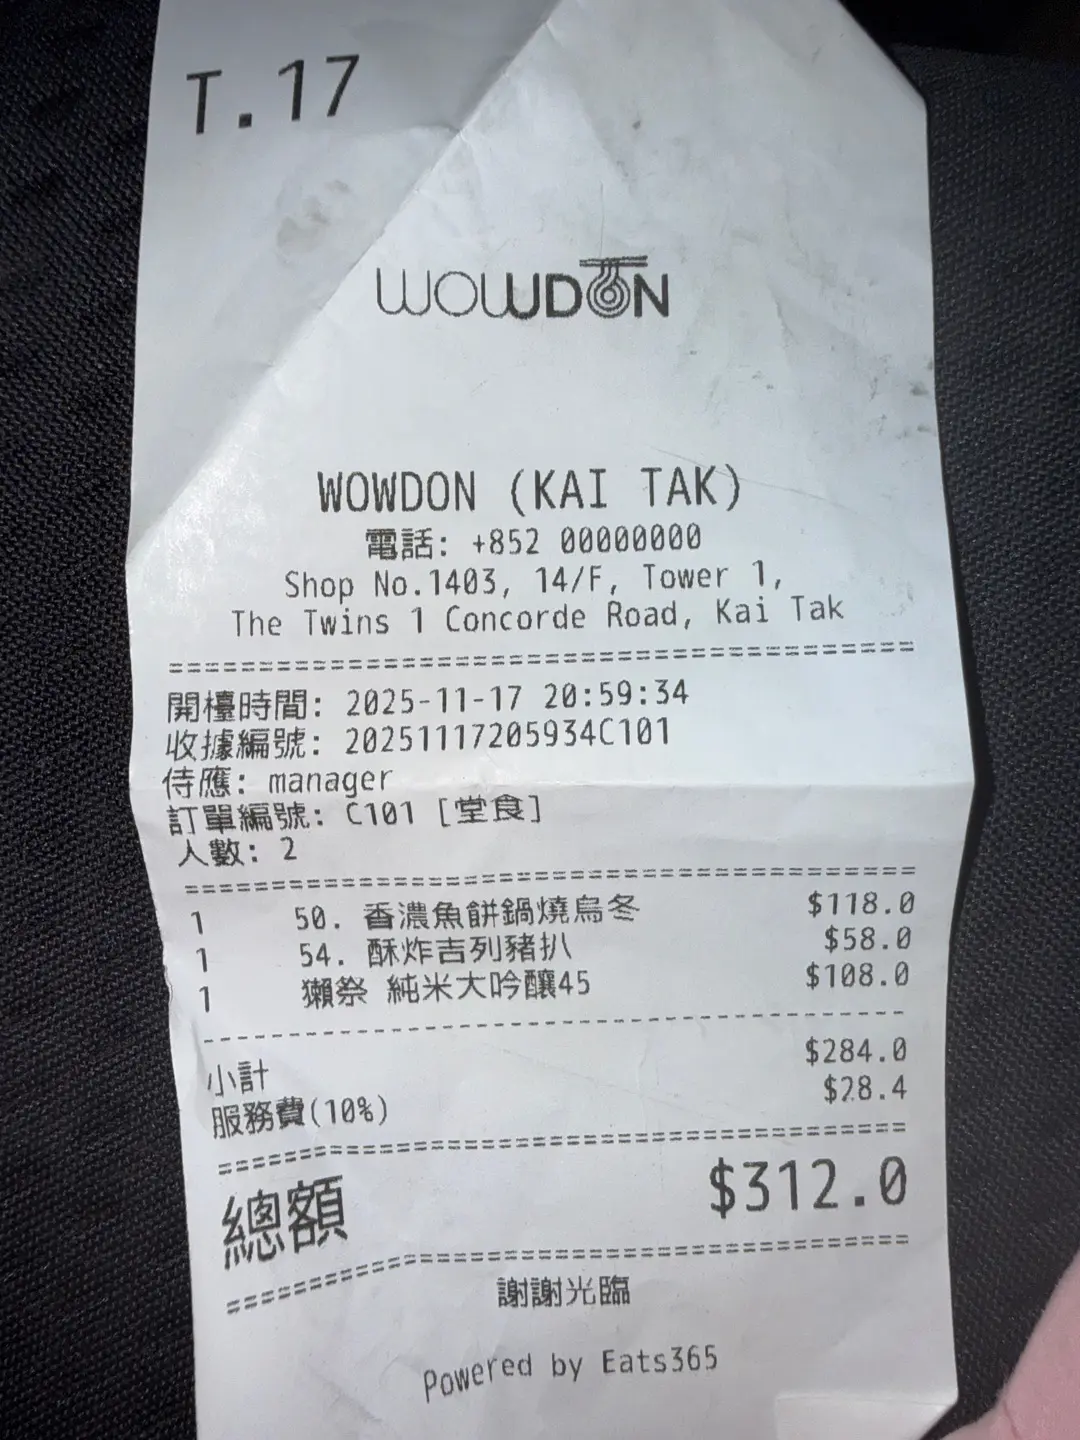 T.17
WOWDON
WOWDON (KAI TAK)
電話: +852 00000000
Shop No.1403, 14/F, Tower 1,
The Twins 1 Concorde Road, Kai Tak
========================================
開檯時間: 2025-11-17 20:59:34
收據編號: 20251117205934C101
侍應: manager
訂單編號: C101 [堂食]
人數: 2
========================================
1 50. 香濃魚餅鍋燒烏冬 $118.0
1 54. 酥炸吉列豬扒 $58.0
1 獺祭 純米大吟釀45 $108.0
----------------------------------------
小計 $284.0
服務費(10%) $28.4
========================================
總額 $312.0
========================================
謝謝光臨
Powered by Eats365